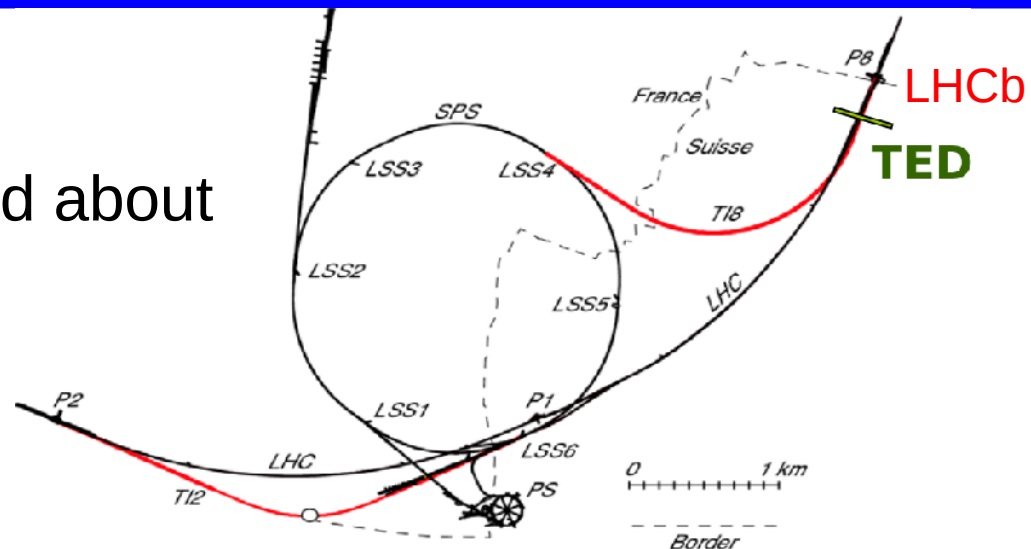 P8
LHCb
France
SPS
Suisse
TED
LSS3
LSS4
d about
TI8
LSS2
LSS5
LHC
P2
LSS1
P1
LSS6
LHC
0 1 km
TI2
PS
Border